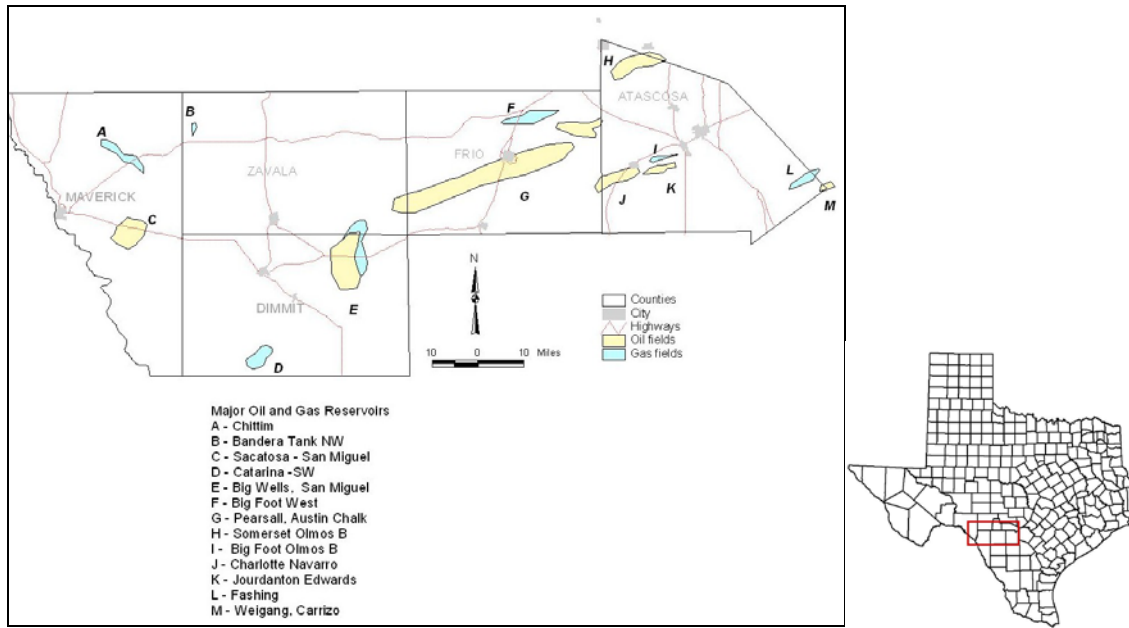 H
ATASCOSA
B
F
A
FRIO
I
ZAVALA
L
MAVERICK
K
G
J
M
C
N
E
DIMMIT
Counties
City
Highways
Oil fields
Gas fields
10 0 10 Miles
D
Major Oil and Gas Reservoirs
A - Chittim
B - Bandera Tank NW
C - Sacatosa - San Miguel
D - Catarina -SW
E - Big Wells, San Miguel
F - Big Foot West
G - Pearsall, Austin Chalk
H - Somerset Olmos B
I - Big Foot Olmos B
J - Charlotte Navarro
K - Jourdanton Edwards
L - Fashing
M - Weigang, Carrizo